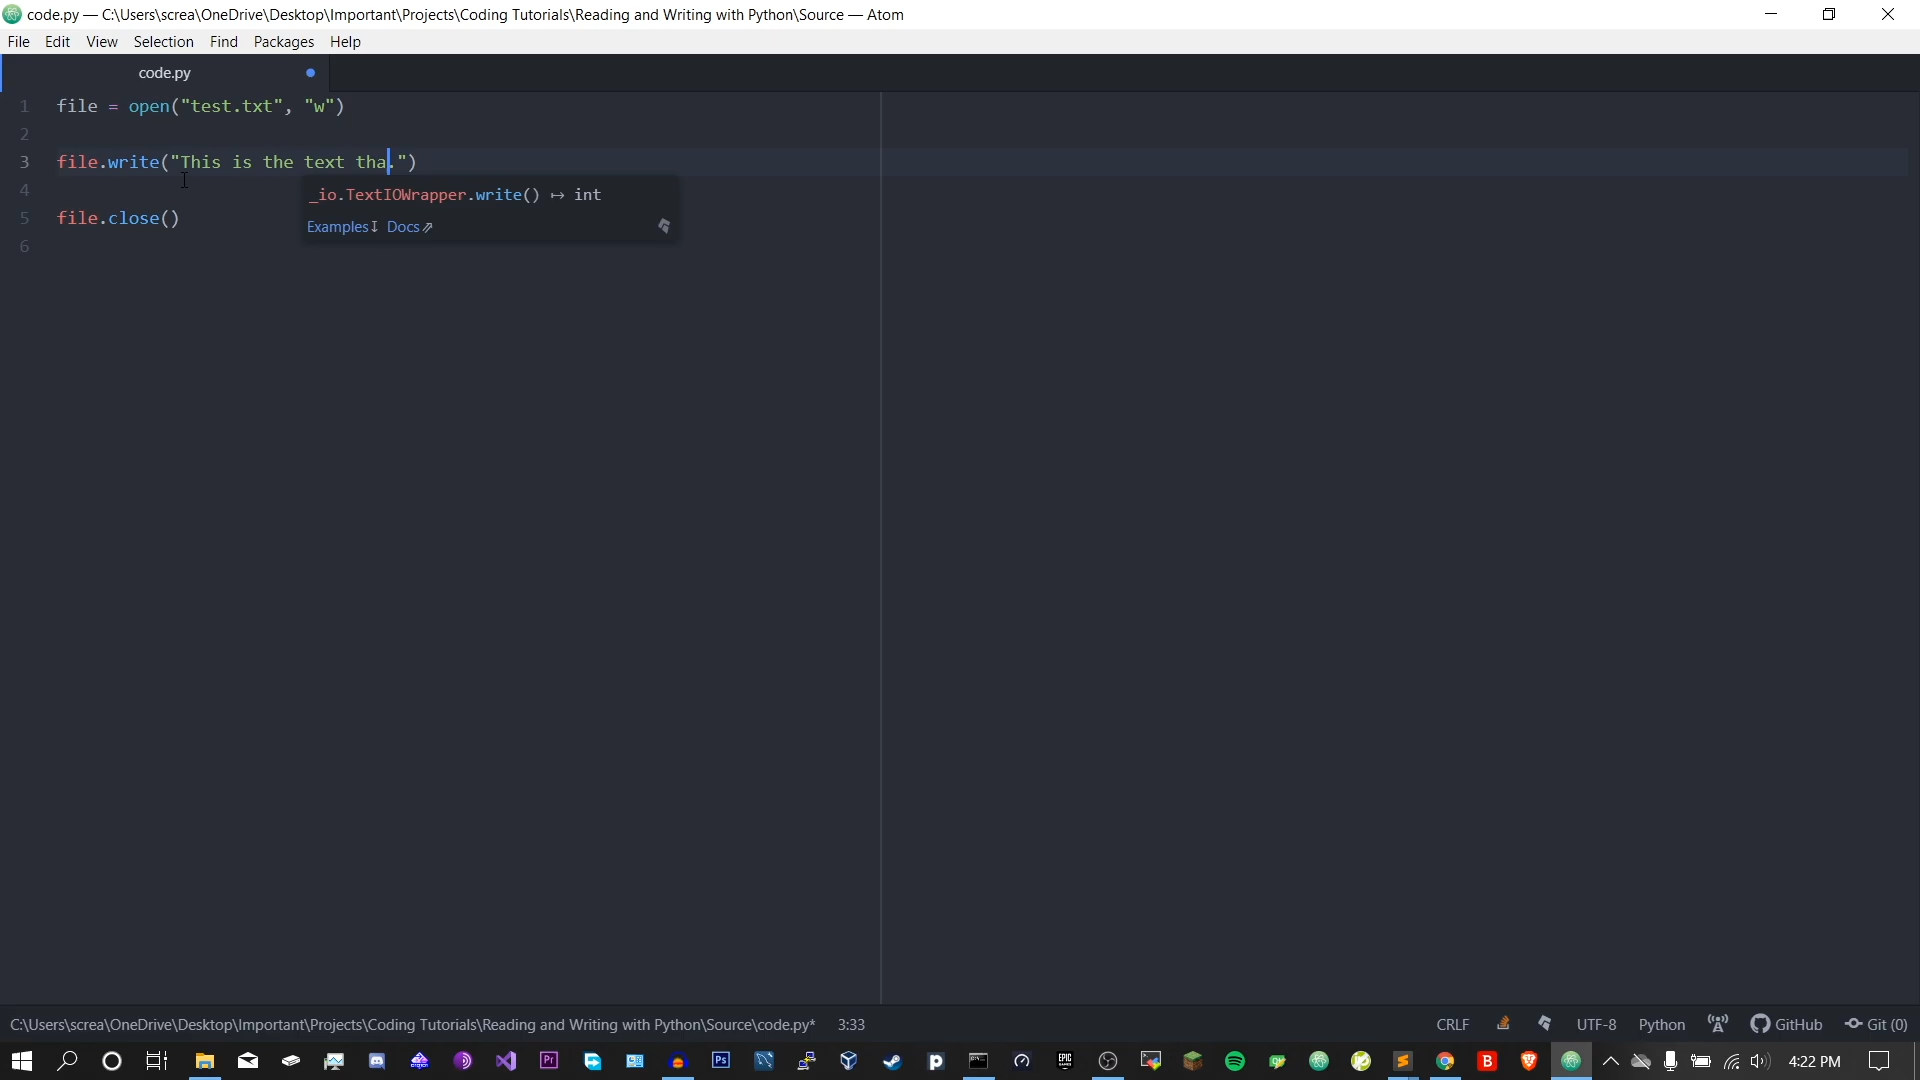 code.py — C:\Users\screa\OneDrive\Desktop\Important\Projects\Coding Tutorials\Reading and Writing with Python\Source — Atom
File Edit View Selection Find Packages Help
code.py
1 file = open("test.txt", "w")
2
3 file.write("This is the text tha.")
4
_io.TextIOWrapper.write() ↦ int
5 file.close()
Examples Docs
6
C:\Users\screa\OneDrive\Desktop\Important\Projects\Coding Tutorials\Reading and Writing with Python\Source\code.py* 3:33 CRLF UTF-8 Python GitHub Git (0)
4:22 PM